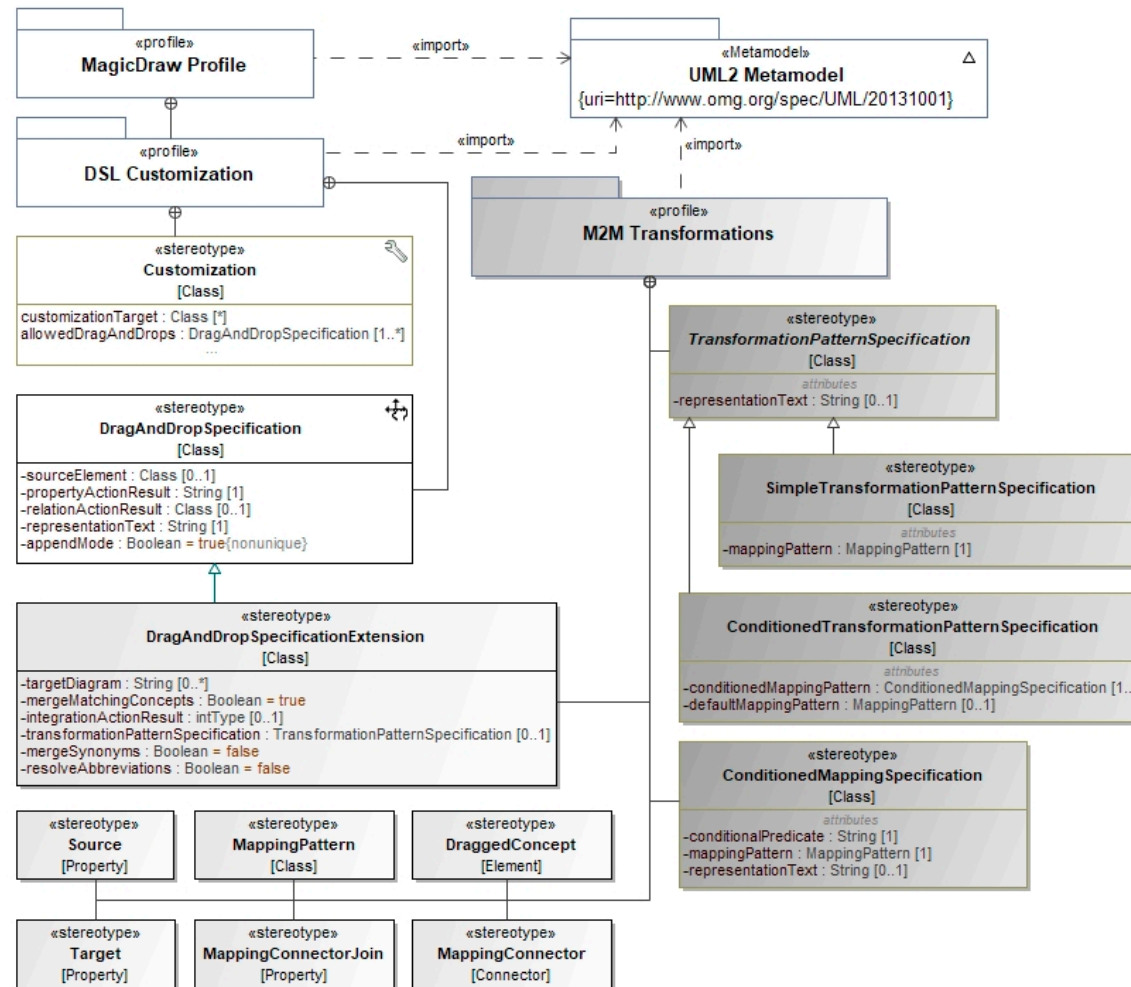 «profile»
MagicDraw Profile
«import»
«Metamodel»
UML2 Metamodel
{uri=http://www.omg.org/spec/UML/20131001}
«profile»
DSL Customization
«import»
«import»
«profile»
M2M Transformations
«stereotype»
Customization
[Class]
customizationTarget : Class [*]
allowedDragAndDrops : DragAndDropSpecification [1..*]
...
«stereotype»
TransformationPatternSpecification
[Class]
attributes
-representationText : String [0..1]
«stereotype»
DragAndDropSpecification
[Class]
-sourceElement : Class [0..1]
-propertyActionResult : String [1]
-relationActionResult : Class [0..1]
-representationText : String [1]
-appendMode : Boolean = true{nonunique}
«stereotype»
SimpleTransformationPatternSpecification
[Class]
attributes
-mappingPattern : MappingPattern [1]
«stereotype»
DragAndDropSpecificationExtension
[Class]
-targetDiagram : String [0..*]
-mergeMatchingConcepts : Boolean = true
-integrationActionResult : intType [0..1]
-transformationPatternSpecification : TransformationPatternSpecification [0..1]
-mergeSynonyms : Boolean = false
-resolveAbbreviations : Boolean = false
«stereotype»
ConditionedTransformationPatternSpecification
[Class]
attributes
-conditionedMappingPattern : ConditionedMappingSpecification [1..
-defaultMappingPattern : MappingPattern [0..1]
«stereotype»
ConditionedMappingSpecification
[Class]
attributes
-conditionalPredicate : String [1]
-mappingPattern : MappingPattern [1]
-representationText : String [0..1]
«stereotype»
Source
[Property]
«stereotype»
MappingPattern
[Class]
«stereotype»
DraggedConcept
[Element]
«stereotype»
Target
[Property]
«stereotype»
MappingConnectorJoin
[Property]
«stereotype»
MappingConnector
[Connector]